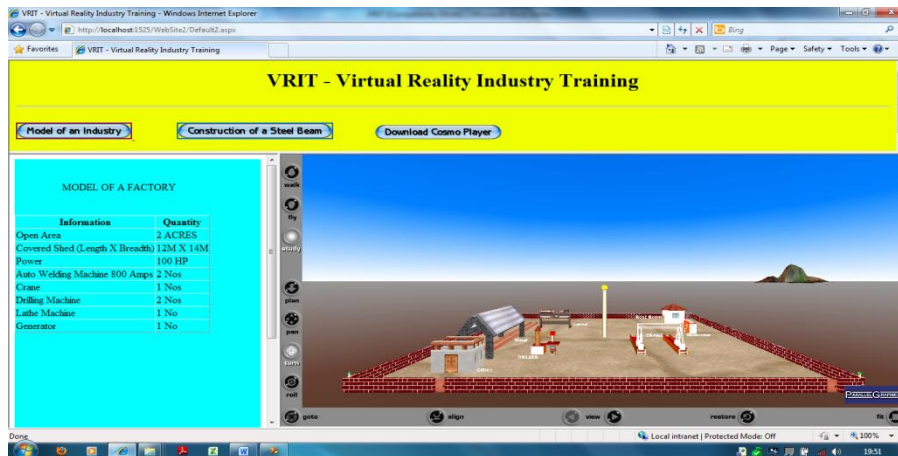 VRIT - Virtual Reality Industry Training - Windows Internet Explorer
http://localhost:1525/WebSite2/Default2.aspx
Bing
Favorites
VRIT - Virtual Reality Industry Training
Page
Safety
Tools
VRIT - Virtual Reality Industry Training
Model of an Industry
Construction of a Steel Beam
Download Cosmo Player
MODEL OF A FACTORY
Information Quantity
Open Area 2 ACRES
Covered Shed (Length X Breadth) 12M X 14M
Power 100 HP
Auto Welding Machine 800 Amps 2 Nos
Crane 1 Nos
Drilling Machine 2 Nos
Lathe Machine 1 No
Generator 1 No
walk
fly
study
plan
pan
turn
roll
goto
align
view
restore
fit
Office
PARALLELGRAPHICS
Done
Local intranet | Protected Mode: Off
100%
19:51